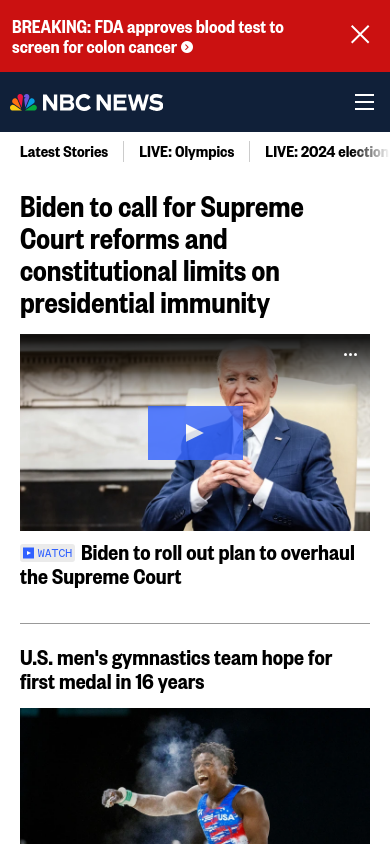 BREAKING: FDA approves blood test to
screen for colon cancer
NBC NEWS
Latest Stories
LIVE: Olympics
LIVE: 2024 election
Biden to call for Supreme
Court reforms and
constitutional limits on
presidential immunity
WATCH Biden to roll out plan to overhaul
the Supreme Court
U.S. men's gymnastics team hope for
first medal in 16 years
USA